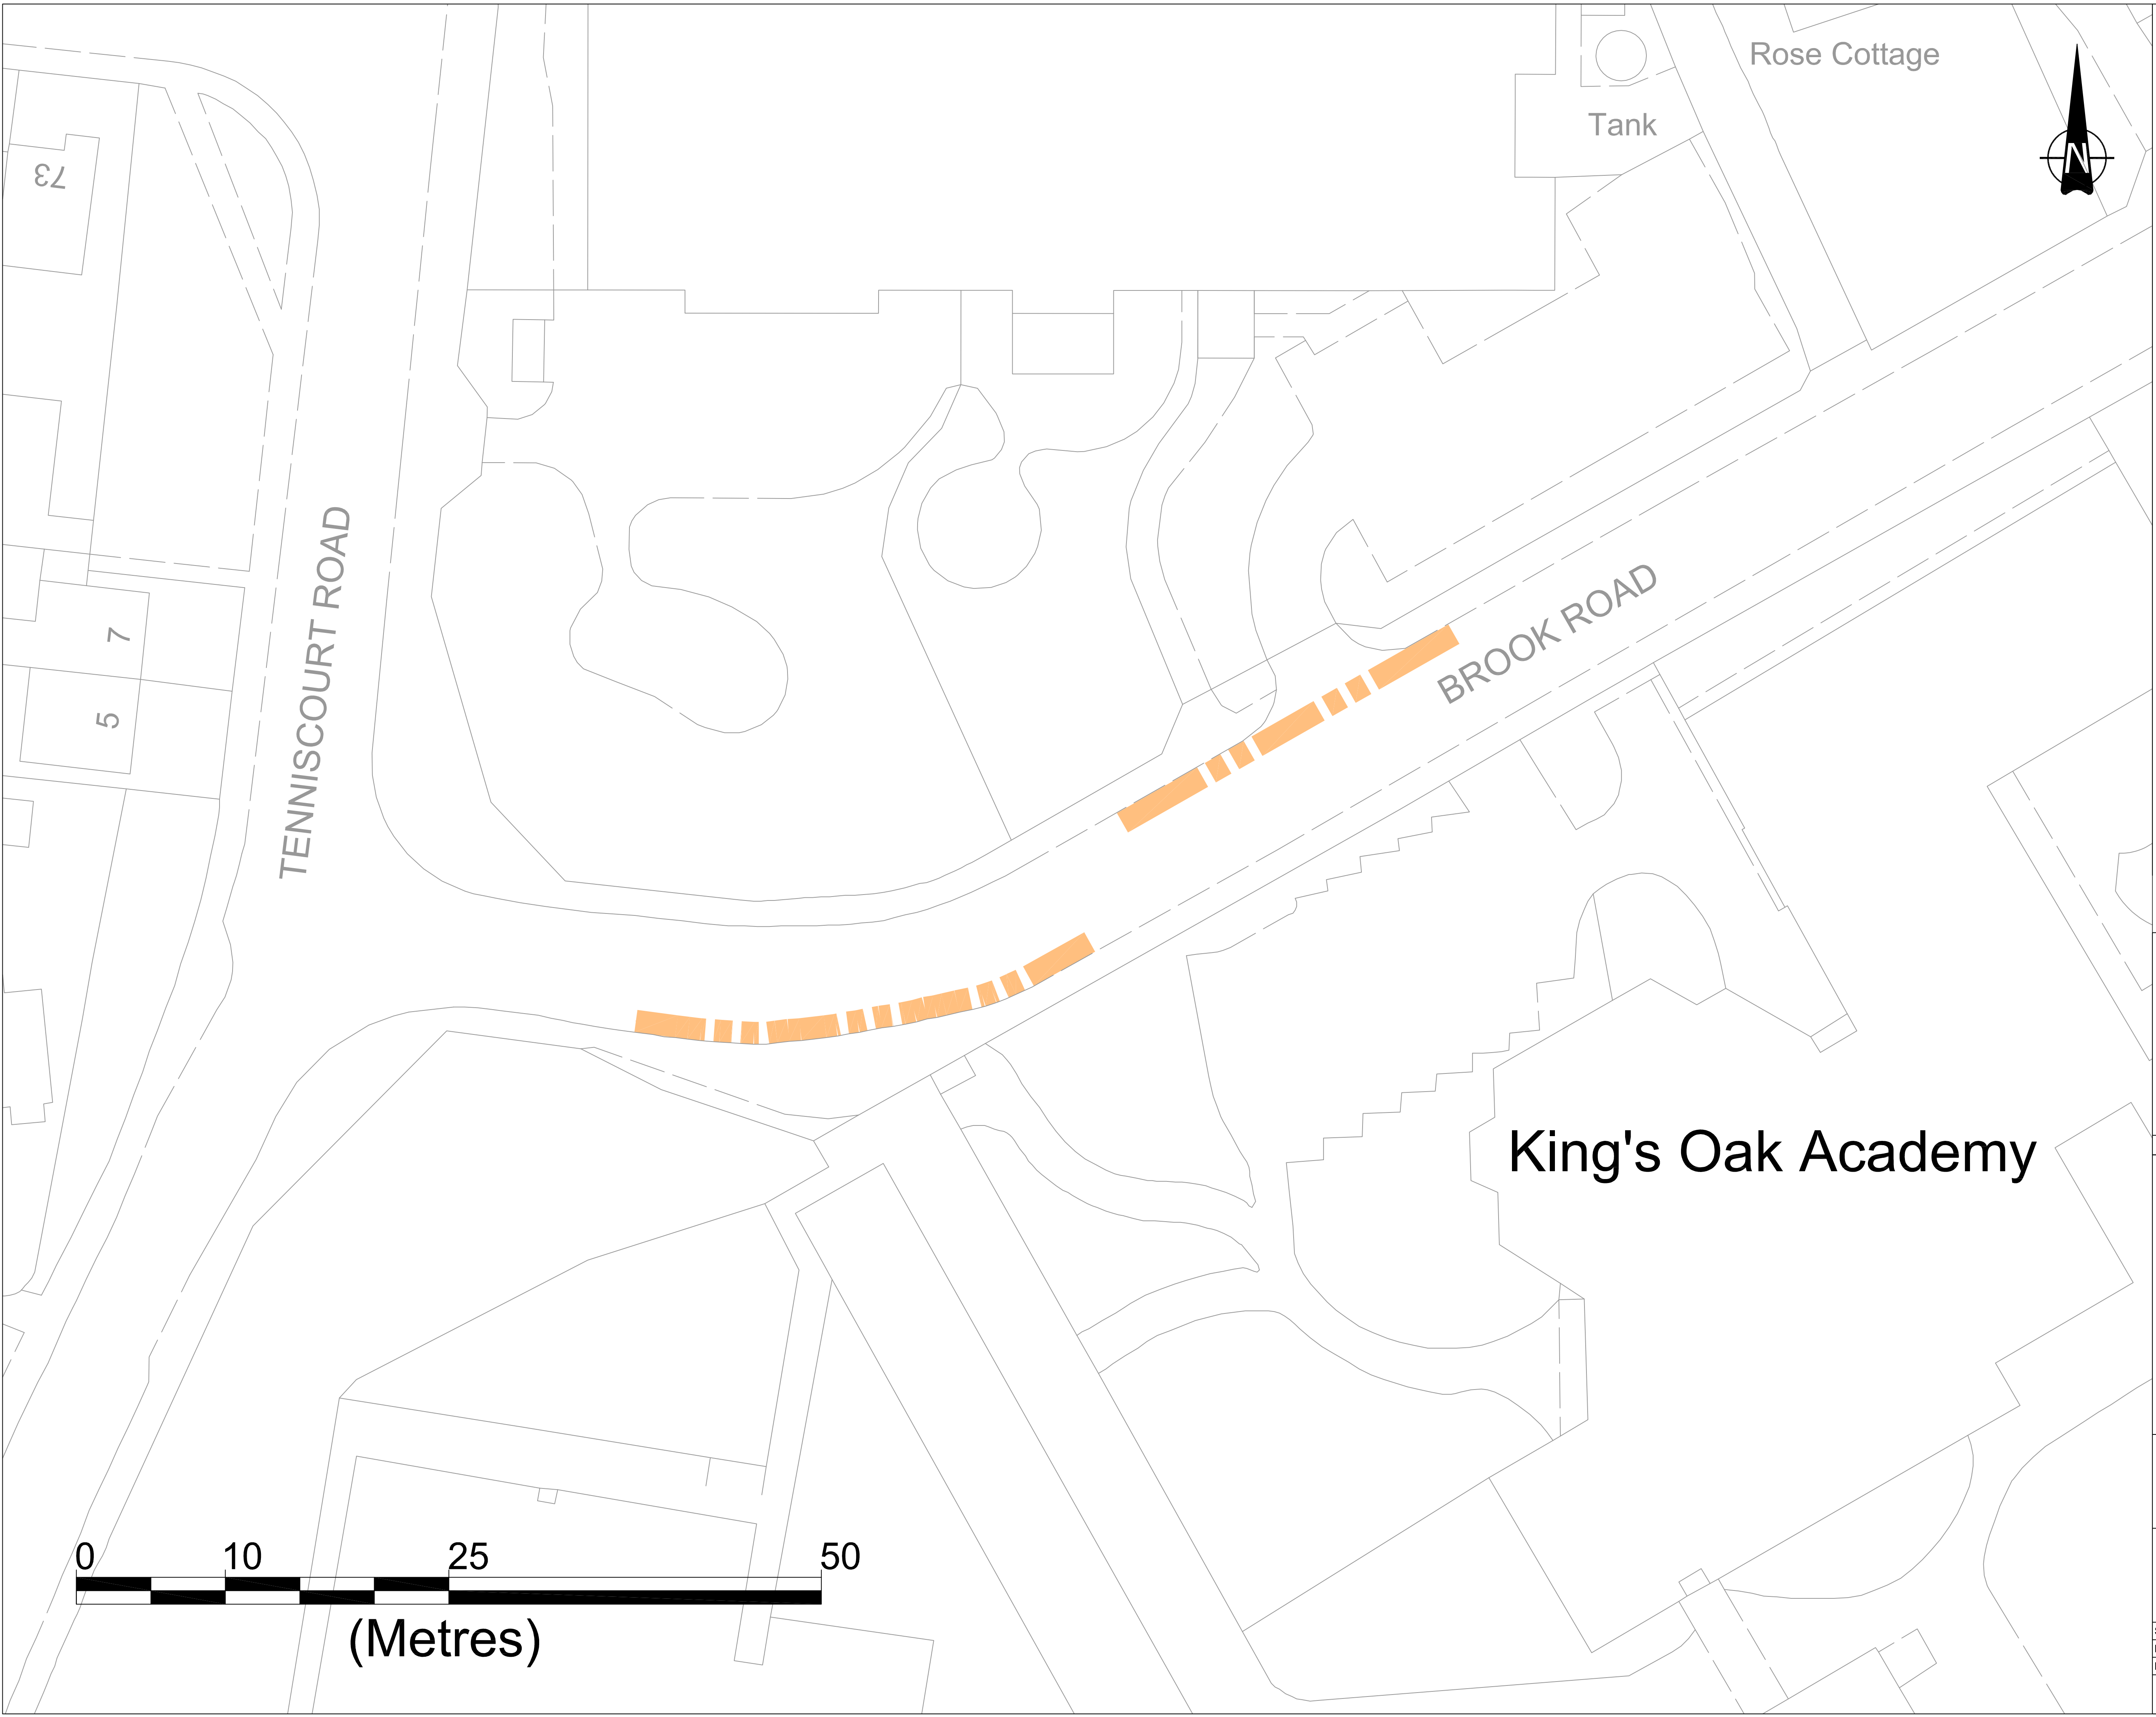 Rose Cottage
Tank
N
73
TENNISCOURT ROAD
7
5
BROOK ROAD
King's Oak Academy
0 10 25 50
(Metres)